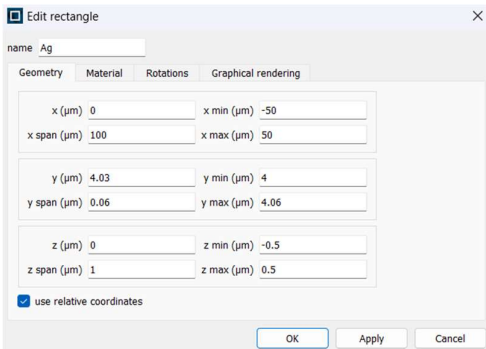 Edit rectangle
name Ag
Geometry Material Rotations Graphical rendering
x (μm) 0 x min (μm) -50
x span (μm) 100 x max (μm) 50
y (μm) 4.03 y min (μm) 4
y span (μm) 0.06 y max (μm) 4.06
z (μm) 0 z min (μm) -0.5
z span (μm) 1 z max (μm) 0.5
use relative coordinates
OK Apply Cancel